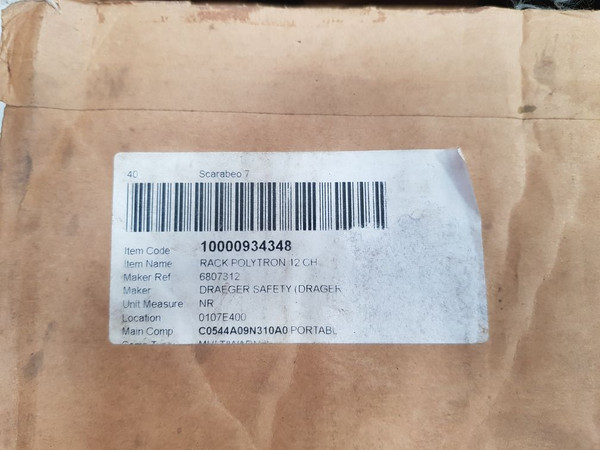 40 Scarabeo 7
Item Code 10000934348
Item Name RACK POLYTRON 12 CH
Maker Ref 6807312
Maker DRAEGER SAFETY (DRAGER
Unit Measure NR
Location 0107E400
Main Comp C0544A09N310A0 PORTABL